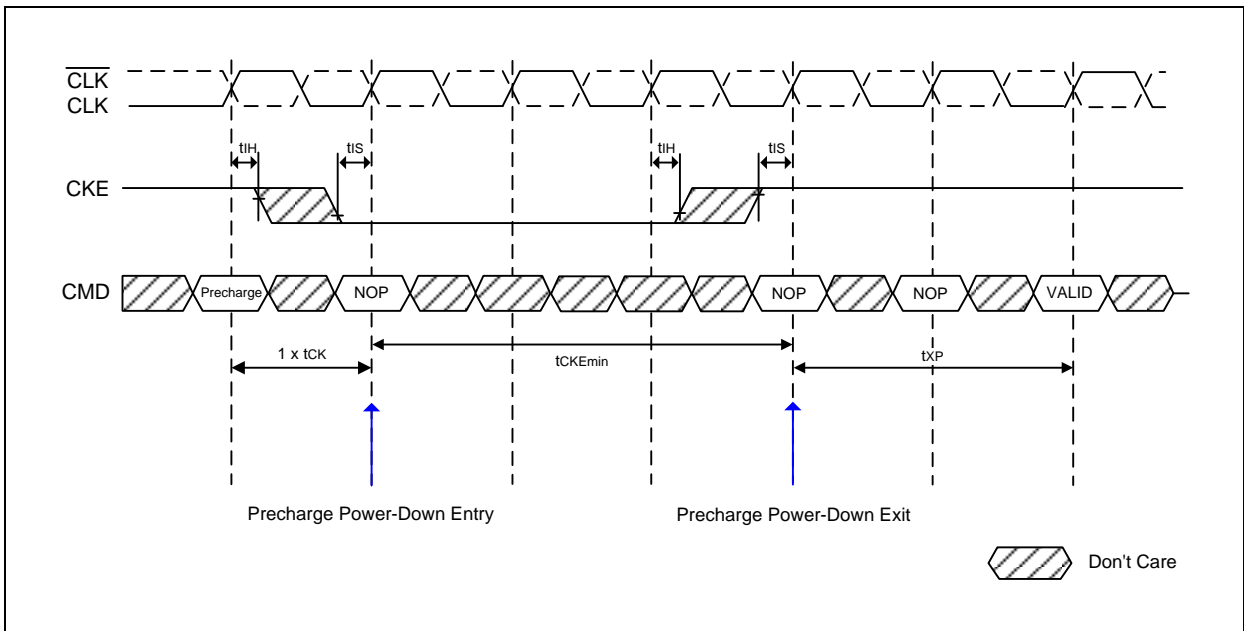 CLK
CLK
tIH
tIS
tIH
tIS
CKE
CMD
Precharge
NOP
NOP
NOP
VALID
1 x tCK
tCKEmin
tXP
Precharge Power-Down Entry
Precharge Power-Down Exit
Don't Care